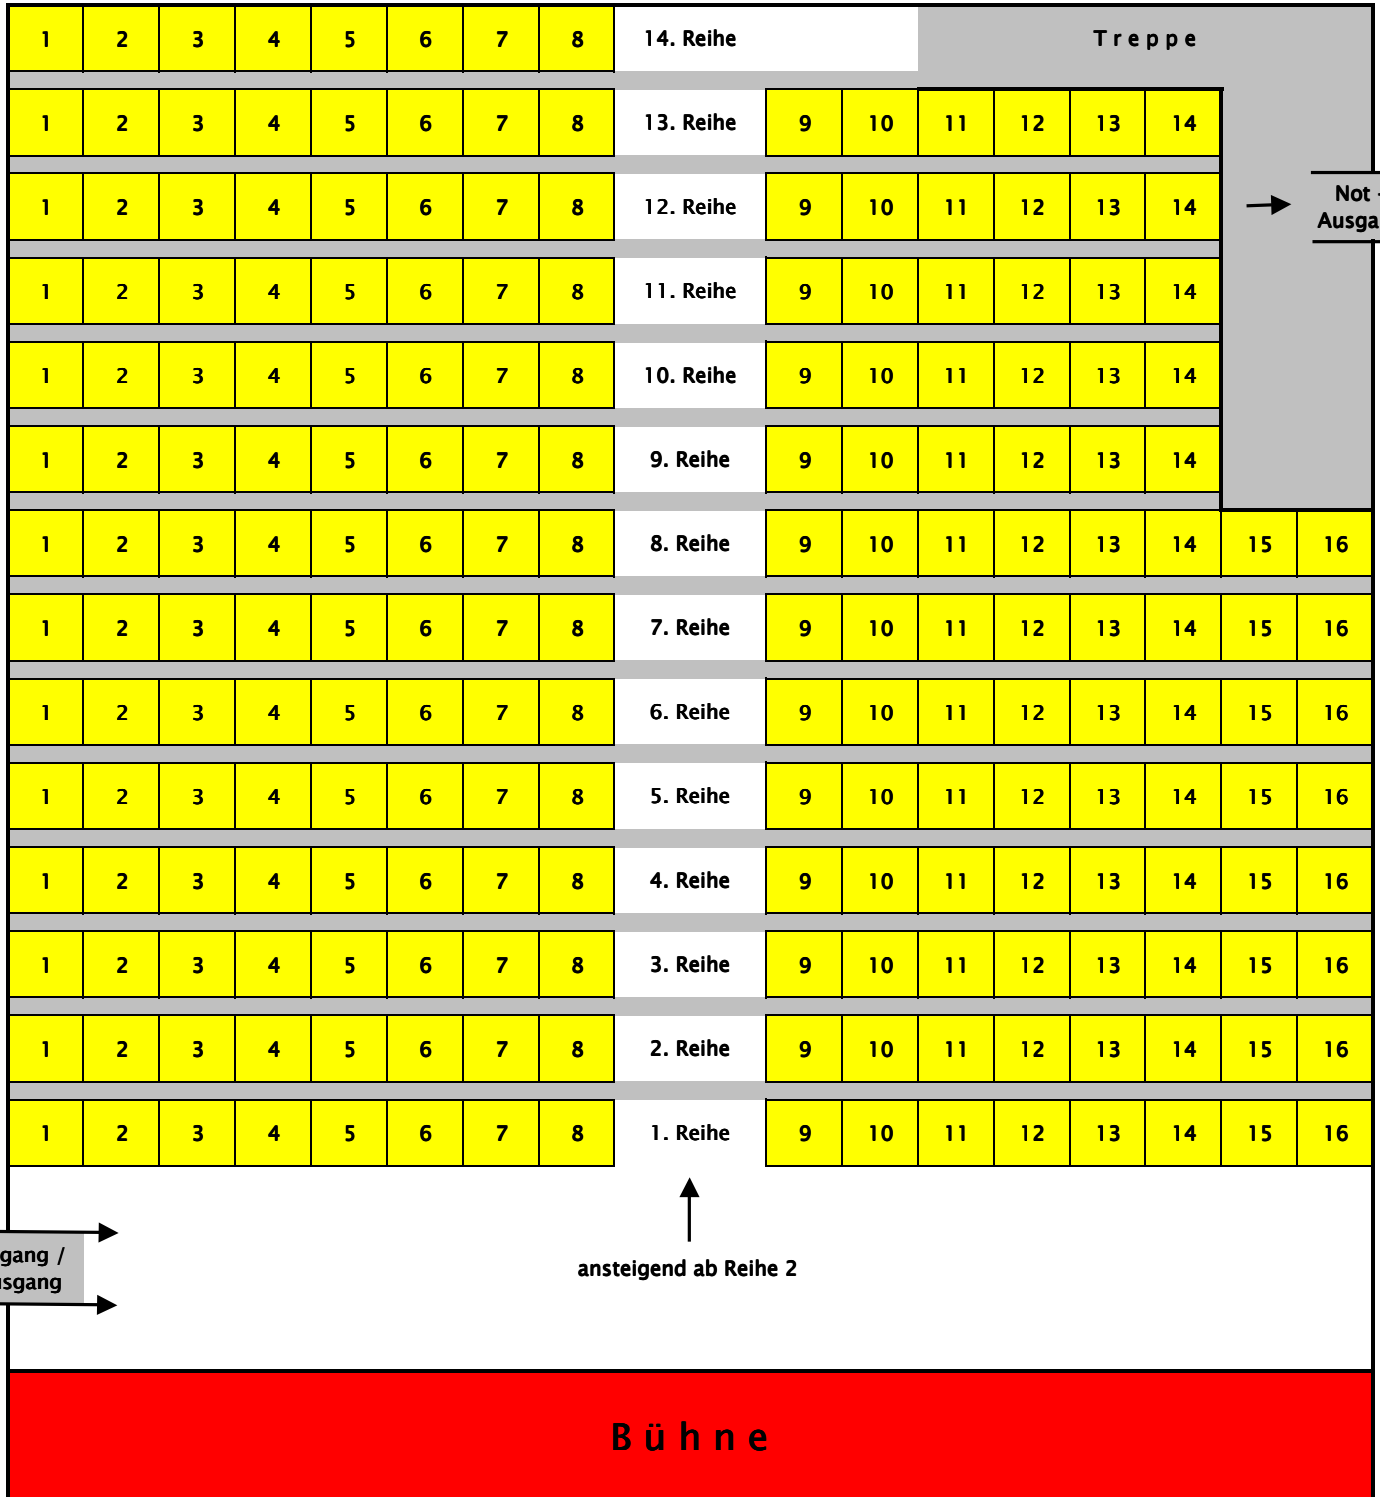 1 2 3 4 5 6 7 8 14. Reihe Treppe
1 2 3 4 5 6 7 8 13. Reihe 9 10 11 12 13 14
1 2 3 4 5 6 7 8 12. Reihe 9 10 11 12 13 14
Not -
1 2 3 4 5 6 7 8 11. Reihe 9 10 11 12 13 14
1 2 3 4 5 6 7 8 10. Reihe 9 10 11 12 13 14
1 2 3 4 5 6 7 8 9. Reihe 9 10 11 12 13 14
1 2 3 4 5 6 7 8 8. Reihe 9 10 11 12 13 14 15 16
1 2 3 4 5 6 7 8 7. Reihe 9 10 11 12 13 14 15 16
1 2 3 4 5 6 7 8 6. Reihe 9 10 11 12 13 14 15 16
1 2 3 4 5 6 7 8 5. Reihe 9 10 11 12 13 14 15 16
1 2 3 4 5 6 7 8 4. Reihe 9 10 11 12 13 14 15 16
1 2 3 4 5 6 7 8 3. Reihe 9 10 11 12 13 14 15 16
1 2 3 4 5 6 7 8 2. Reihe 9 10 11 12 13 14 15 16
1 2 3 4 5 6 7 8 1. Reihe 9 10 11 12 13 14 15 16
gang /
sgang
ansteigend ab Reihe 2
Bühne